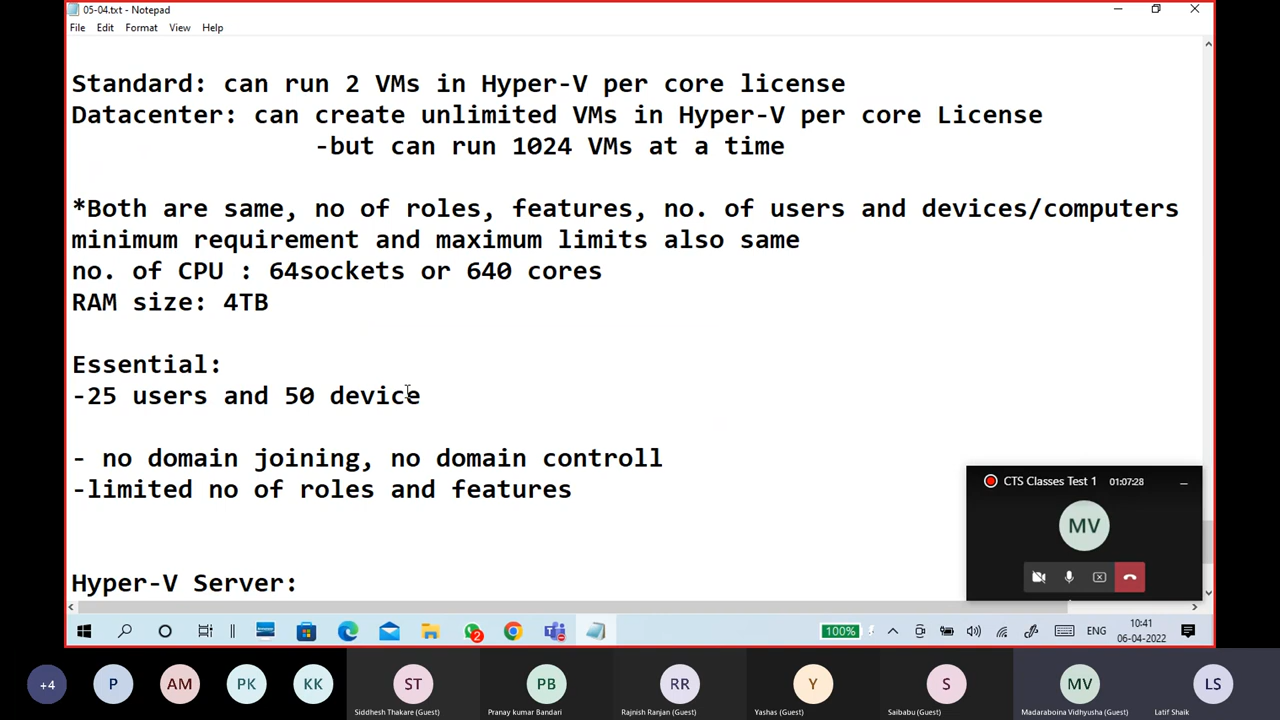 05-04.txt - Notepad
File Edit Format View Help
Standard: can run 2 VMs in Hyper-V per core license
Datacenter: can create unlimited VMs in Hyper-V per core License
-but can run 1024 VMs at a time
*Both are same, no of roles, features, no. of users and devices/computers
minimum requirement and maximum limits also same
no. of CPU : 64sockets or 640 cores
RAM size: 4TB
Essential:
-25 users and 50 device
- no domain joining, no domain controll
-limited no of roles and features
Hyper-V Server:
CTS Classes Test 1 01:07:28
MV
2
100%
ENG
10:41
06-04-2022
+4 P AM PK KK ST PB RR Y S MV LS
Siddhesh Thakare (Guest) Pranay kumar Bandari Rajnish Ranjan (Guest) Yashas (Guest) Saibabu (Guest) Madaraboina Vidhyusha (Guest) Latif Shaik